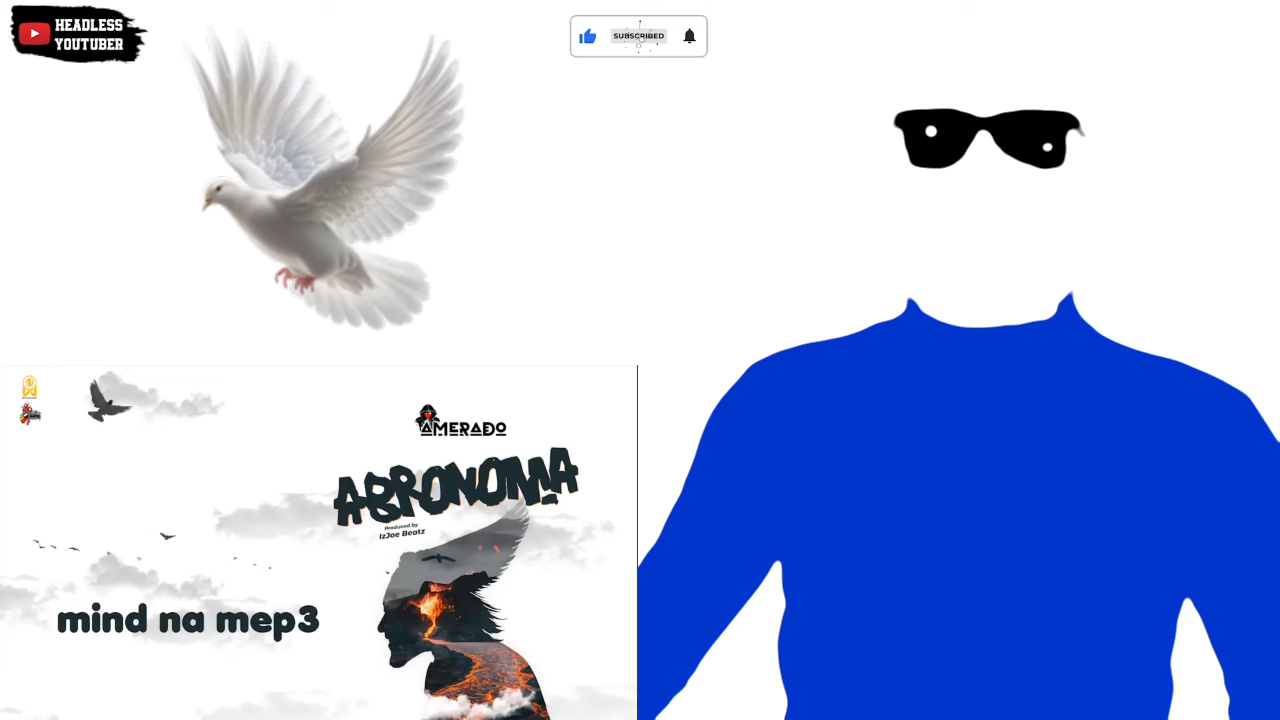 HEADLESS
YOUTUBER
SUBSCRIBED
AMERADO
ABRONOMA
Produced by
IzJoe Beatz
mind na mep3